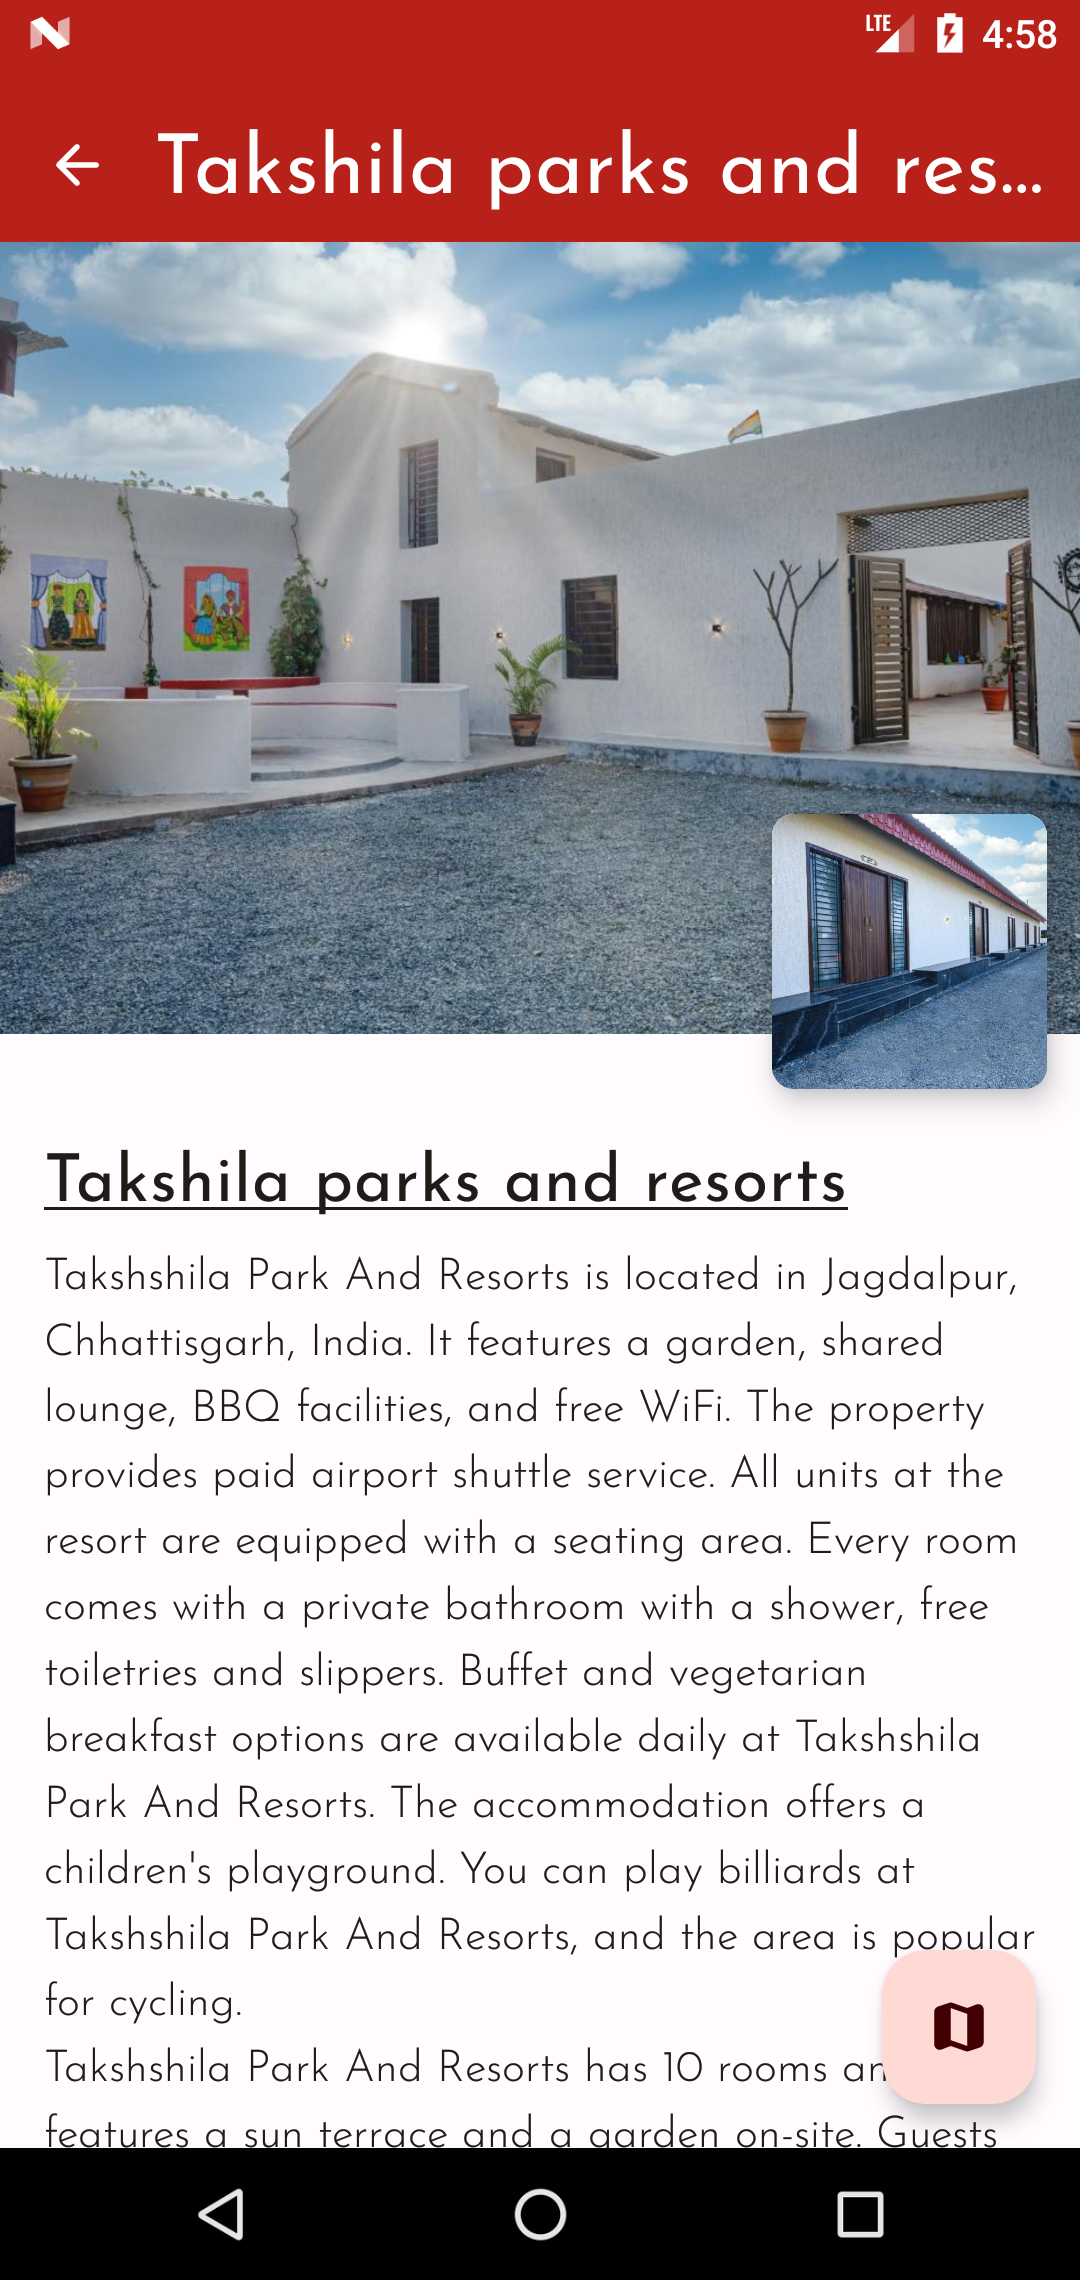 LTE 4:58
Takshila parks and res...
Takshila parks and resorts
Takshshila Park And Resorts is located in Jagdalpur,
Chhattisgarh, India. It features a garden, shared
lounge, BBQ facilities, and free WiFi. The property
provides paid airport shuttle service. All units at the
resort are equipped with a seating area. Every room
comes with a private bathroom with a shower, free
toiletries and slippers. Buffet and vegetarian
breakfast options are available daily at Takshshila
Park And Resorts. The accommodation offers a
children's playground. You can play billiards at
Takshshila Park And Resorts, and the area is popular
for cycling.
Takshshila Park And Resorts has 10 rooms
features a sun terrace and a garden on-site. Guests